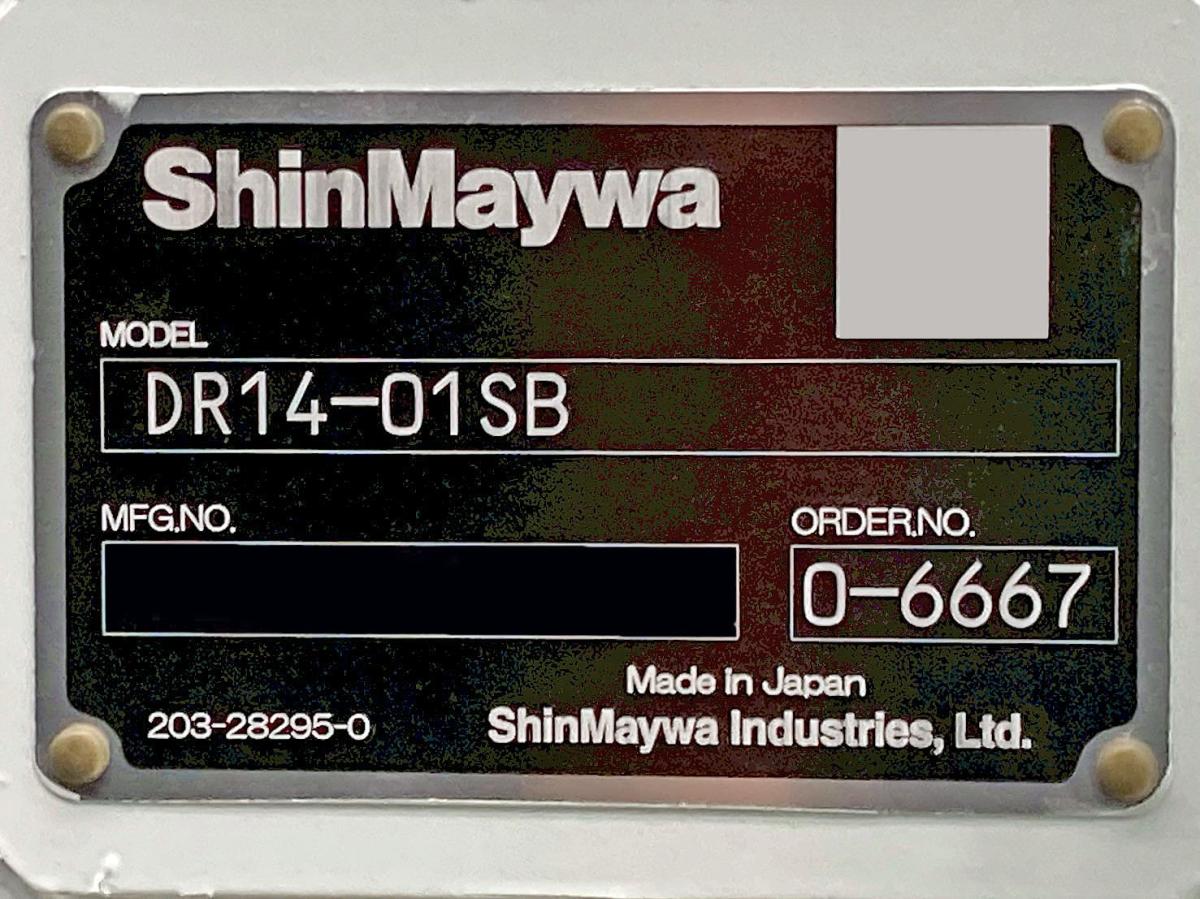 ShinMaywa
MODEL
DR14-01SB
MFG.NO.
ORDER.NO.
0-6667
Made in Japan
203-28295-0
ShinMaywa Industries, Ltd.